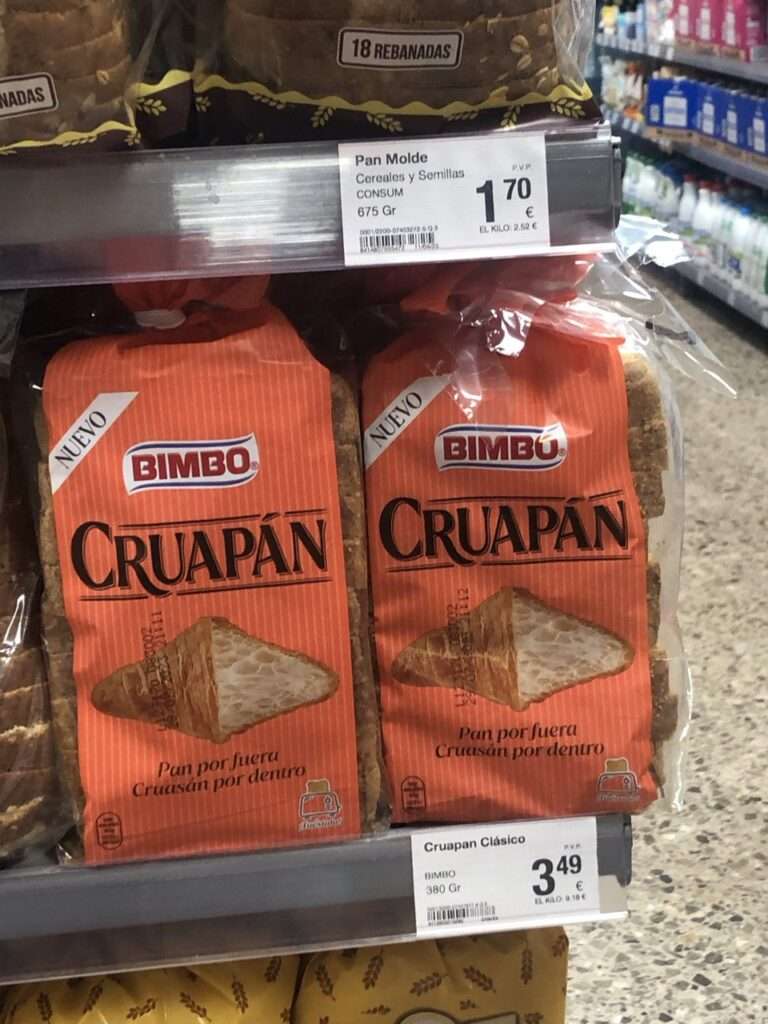 NADAS
18 REBANADAS
Pan Molde
Cereales y Semillas
CONSUM
675 Gr
P.V.P.
1 70
€
EL KILO: 2.52 €
NUEVO
BIMBO
CRUAPÁN
Pan por fuera
Cruasán por dentro
¡Tuéstalo!
NUEVO
BIMBO
CRUAPÁN
Pan por fuera
Cruasán por dentro
¡Tuéstalo!
Cruapan Clásico
BIMBO
380 Gr
P.V.P.
3 49
€
EL KILO: 9.18 €